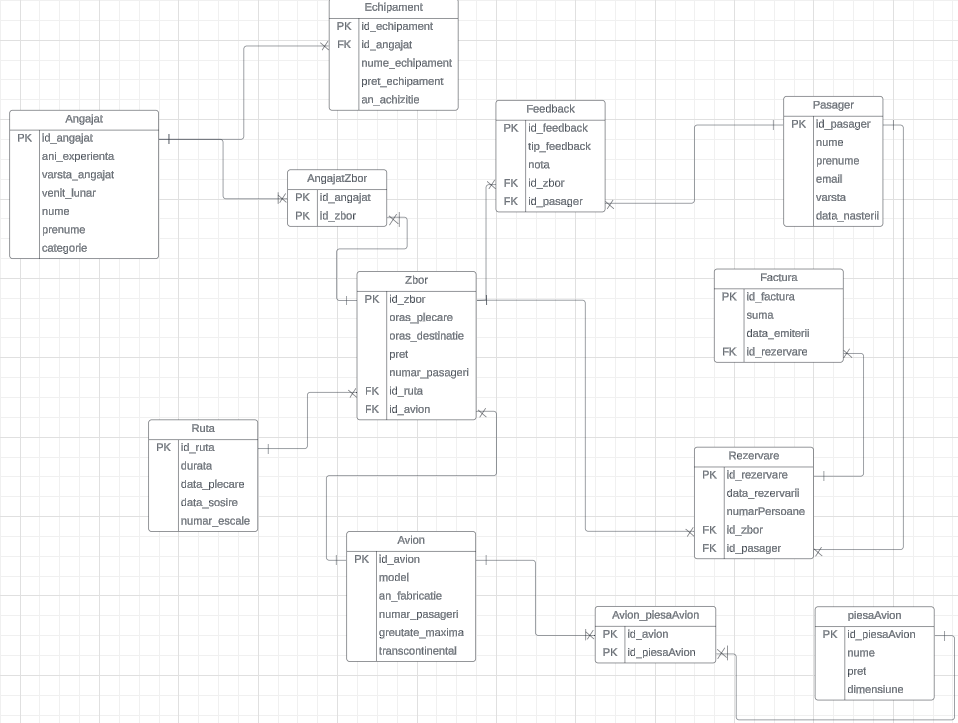 Echipament
PK id_echipament
FK id_angajat
nume_echipament
pret_echipament
an_achizitie
Angajat
PK id_angajat
ani_experienta
varsta_angajat
venit_lunar
nume
prenume
categorie
AngajatZbor
PK id_angajat
PK id_zbor
Feedback
PK id_feedback
tip_feedback
nota
FK id_zbor
FK id_pasager
Pasager
PK id_pasager
nume
prenume
email
varsta
data_nasterii
Zbor
PK id_zbor
oras_plecare
oras_destinatie
pret
numar_pasageri
FK id_ruta
FK id_avion
Factura
PK id_factura
suma
data_emiterii
FK id_rezervare
Ruta
PK id_ruta
durata
data_plecare
data_sosire
numar_escale
Rezervare
PK id_rezervare
data_rezervarii
numarPersoane
FK id_zbor
FK id_pasager
Avion
PK id_avion
model
an_fabricatie
numar_pasageri
greutate_maxima
transcontinental
Avion_piesaAvion
PK id_avion
PK id_piesaAvion
piesaAvion
PK id_piesaAvion
nume
pret
dimensiune